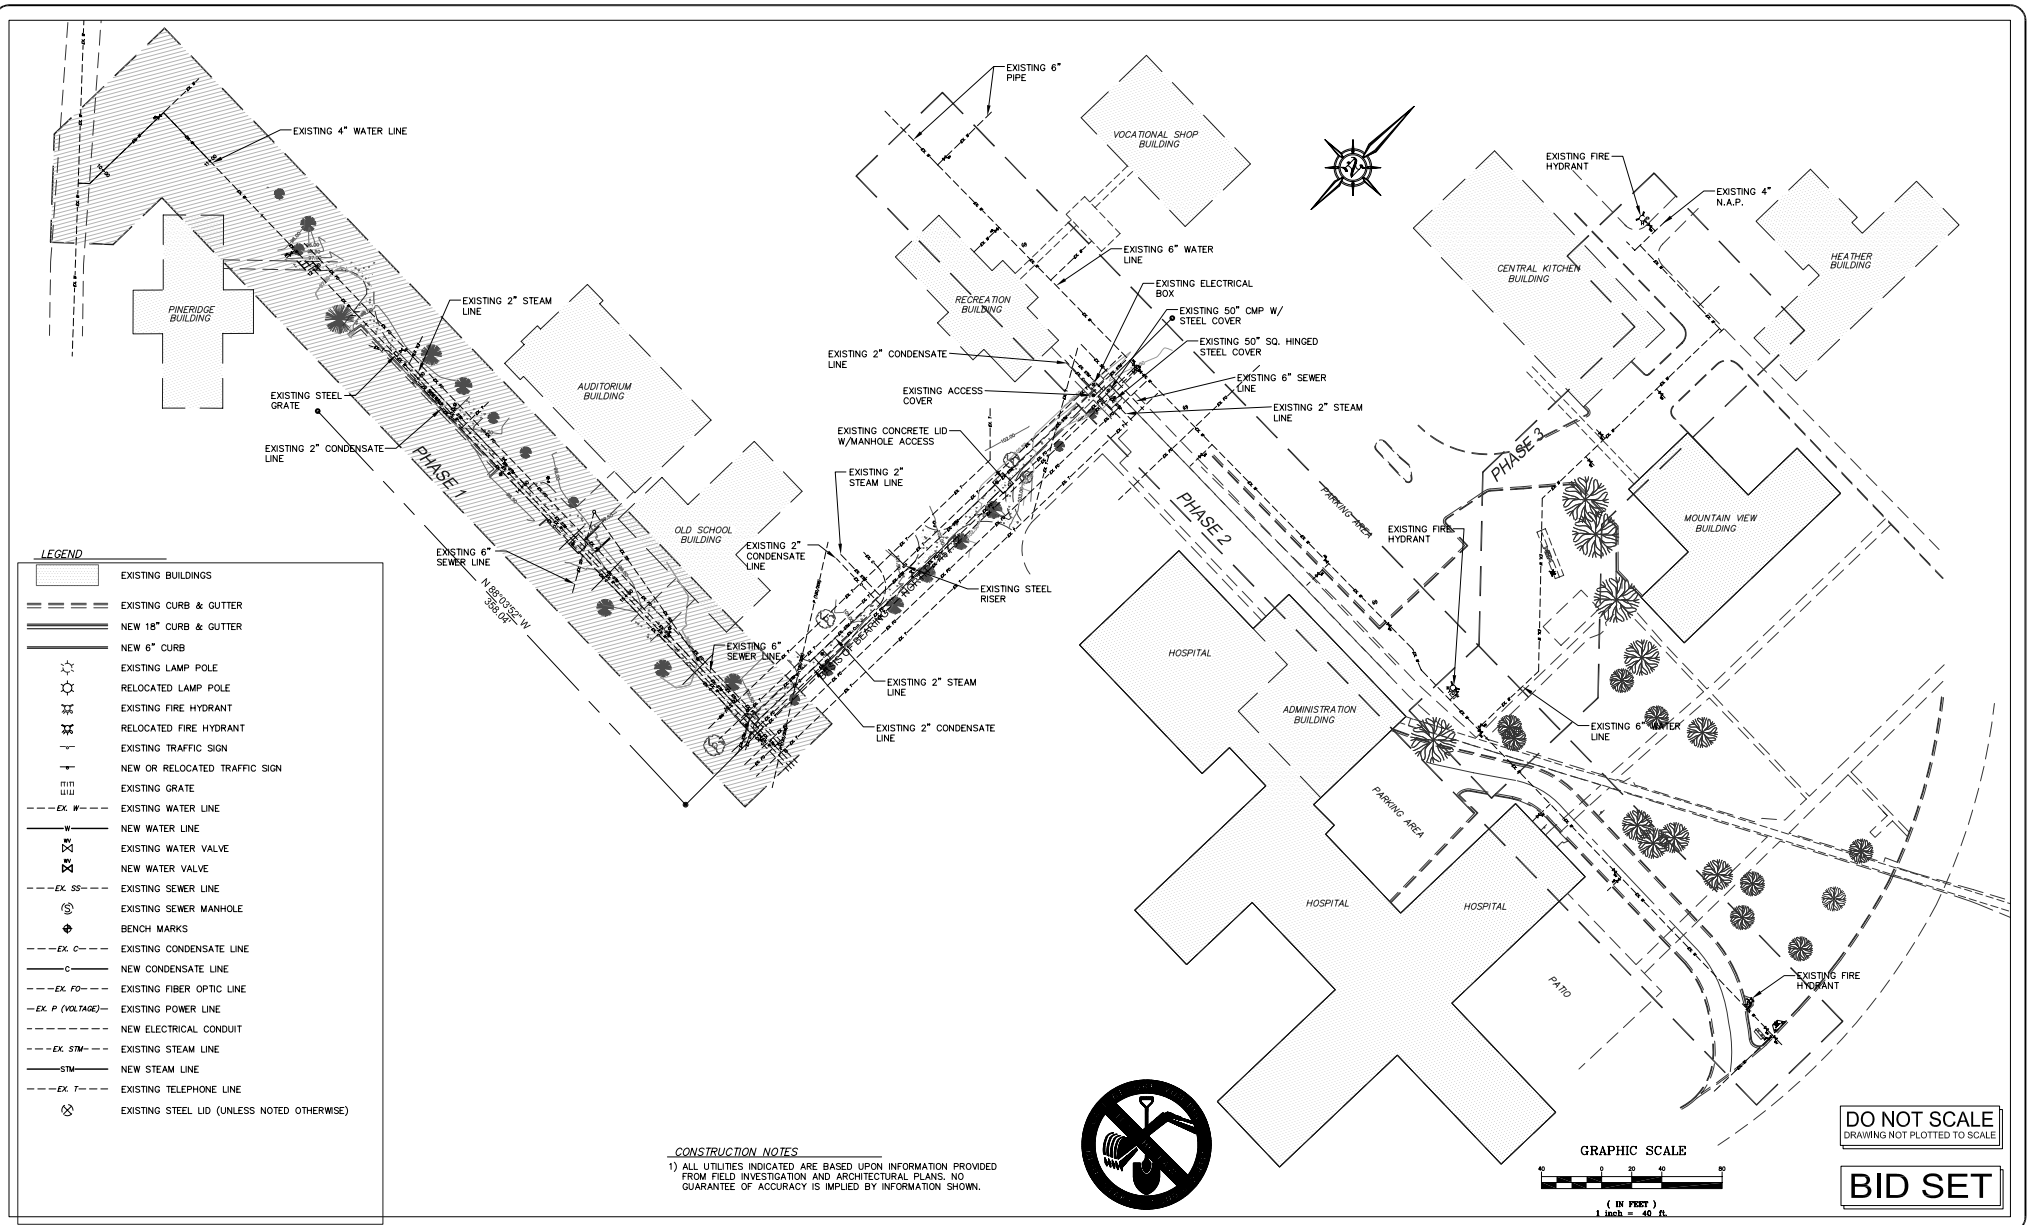 EXISTING 6"
PIPE
EXISTING 4" WATER LINE
VOCATIONAL SHOP
BUILDING
EXISTING FIRE
HYDRANT
EXISTING 4"
N.A.P.
EXISTING 6" WATER
LINE
HEATHER
BUILDING
CENTRAL KITCHEN
BUILDING
EXISTING ELECTRICAL
BOX
PINERIDGE
BUILDING
EXISTING 2" STEAM
LINE
RECREATION
BUILDING
EXISTING 50" CMP W/
STEEL COVER
EXISTING 50" SQ. HINGED
STEEL COVER
EXISTING 2" CONDENSATE
LINE
EXISTING 6" SEWER
LINE
EXISTING ACCESS
COVER
EXISTING 2" STEAM
LINE
AUDITORIUM
BUILDING
EXISTING STEEL
GRATE
EXISTING CONCRETE LID
W/MANHOLE ACCESS
EXISTING 2" CONDENSATE
LINE
PHASE 1
PHASE 3
EXISTING 2"
STEAM LINE
PARKING AREA
PHASE 2
MOUNTAIN VIEW
BUILDING
OLD SCHOOL
BUILDING
EXISTING FIRE
HYDRANT
EXISTING 6"
SEWER LINE
EXISTING 2"
CONDENSATE
LINE
EXISTING STEEL
RISER
N 88°03'52" W
358.04'
EXISTING 6"
SEWER LINE
HOSPITAL
EXISTING 2" STEAM
LINE
ADMINISTRATION
BUILDING
EXISTING 2" CONDENSATE
LINE
EXISTING 6" WATER
LINE
PARKING AREA
HOSPITAL
HOSPITAL
PATIO
EXISTING FIRE
HYDRANT
LEGEND
EXISTING BUILDINGS
EXISTING CURB & GUTTER
NEW 18" CURB & GUTTER
NEW 6" CURB
EXISTING LAMP POLE
RELOCATED LAMP POLE
EXISTING FIRE HYDRANT
RELOCATED FIRE HYDRANT
EXISTING TRAFFIC SIGN
NEW OR RELOCATED TRAFFIC SIGN
EXISTING GRATE
EX. W EXISTING WATER LINE
W NEW WATER LINE
WV EXISTING WATER VALVE
WV NEW WATER VALVE
EX. SS EXISTING SEWER LINE
S EXISTING SEWER MANHOLE
BENCH MARKS
EX. C EXISTING CONDENSATE LINE
C NEW CONDENSATE LINE
EX. FO EXISTING FIBER OPTIC LINE
EX. P (VOLTAGE) EXISTING POWER LINE
NEW ELECTRICAL CONDUIT
EX. STM EXISTING STEAM LINE
STM NEW STEAM LINE
EX. T EXISTING TELEPHONE LINE
EXISTING STEEL LID (UNLESS NOTED OTHERWISE)
CONSTRUCTION NOTES
1) ALL UTILITIES INDICATED ARE BASED UPON INFORMATION PROVIDED
FROM FIELD INVESTIGATION AND ARCHITECTURAL PLANS. NO
GUARANTEE OF ACCURACY IS IMPLIED BY INFORMATION SHOWN.
GRAPHIC SCALE
40 0 20 40 80
( IN FEET )
1 inch = 40 ft.
DO NOT SCALE
DRAWING NOT PLOTTED TO SCALE
BID SET